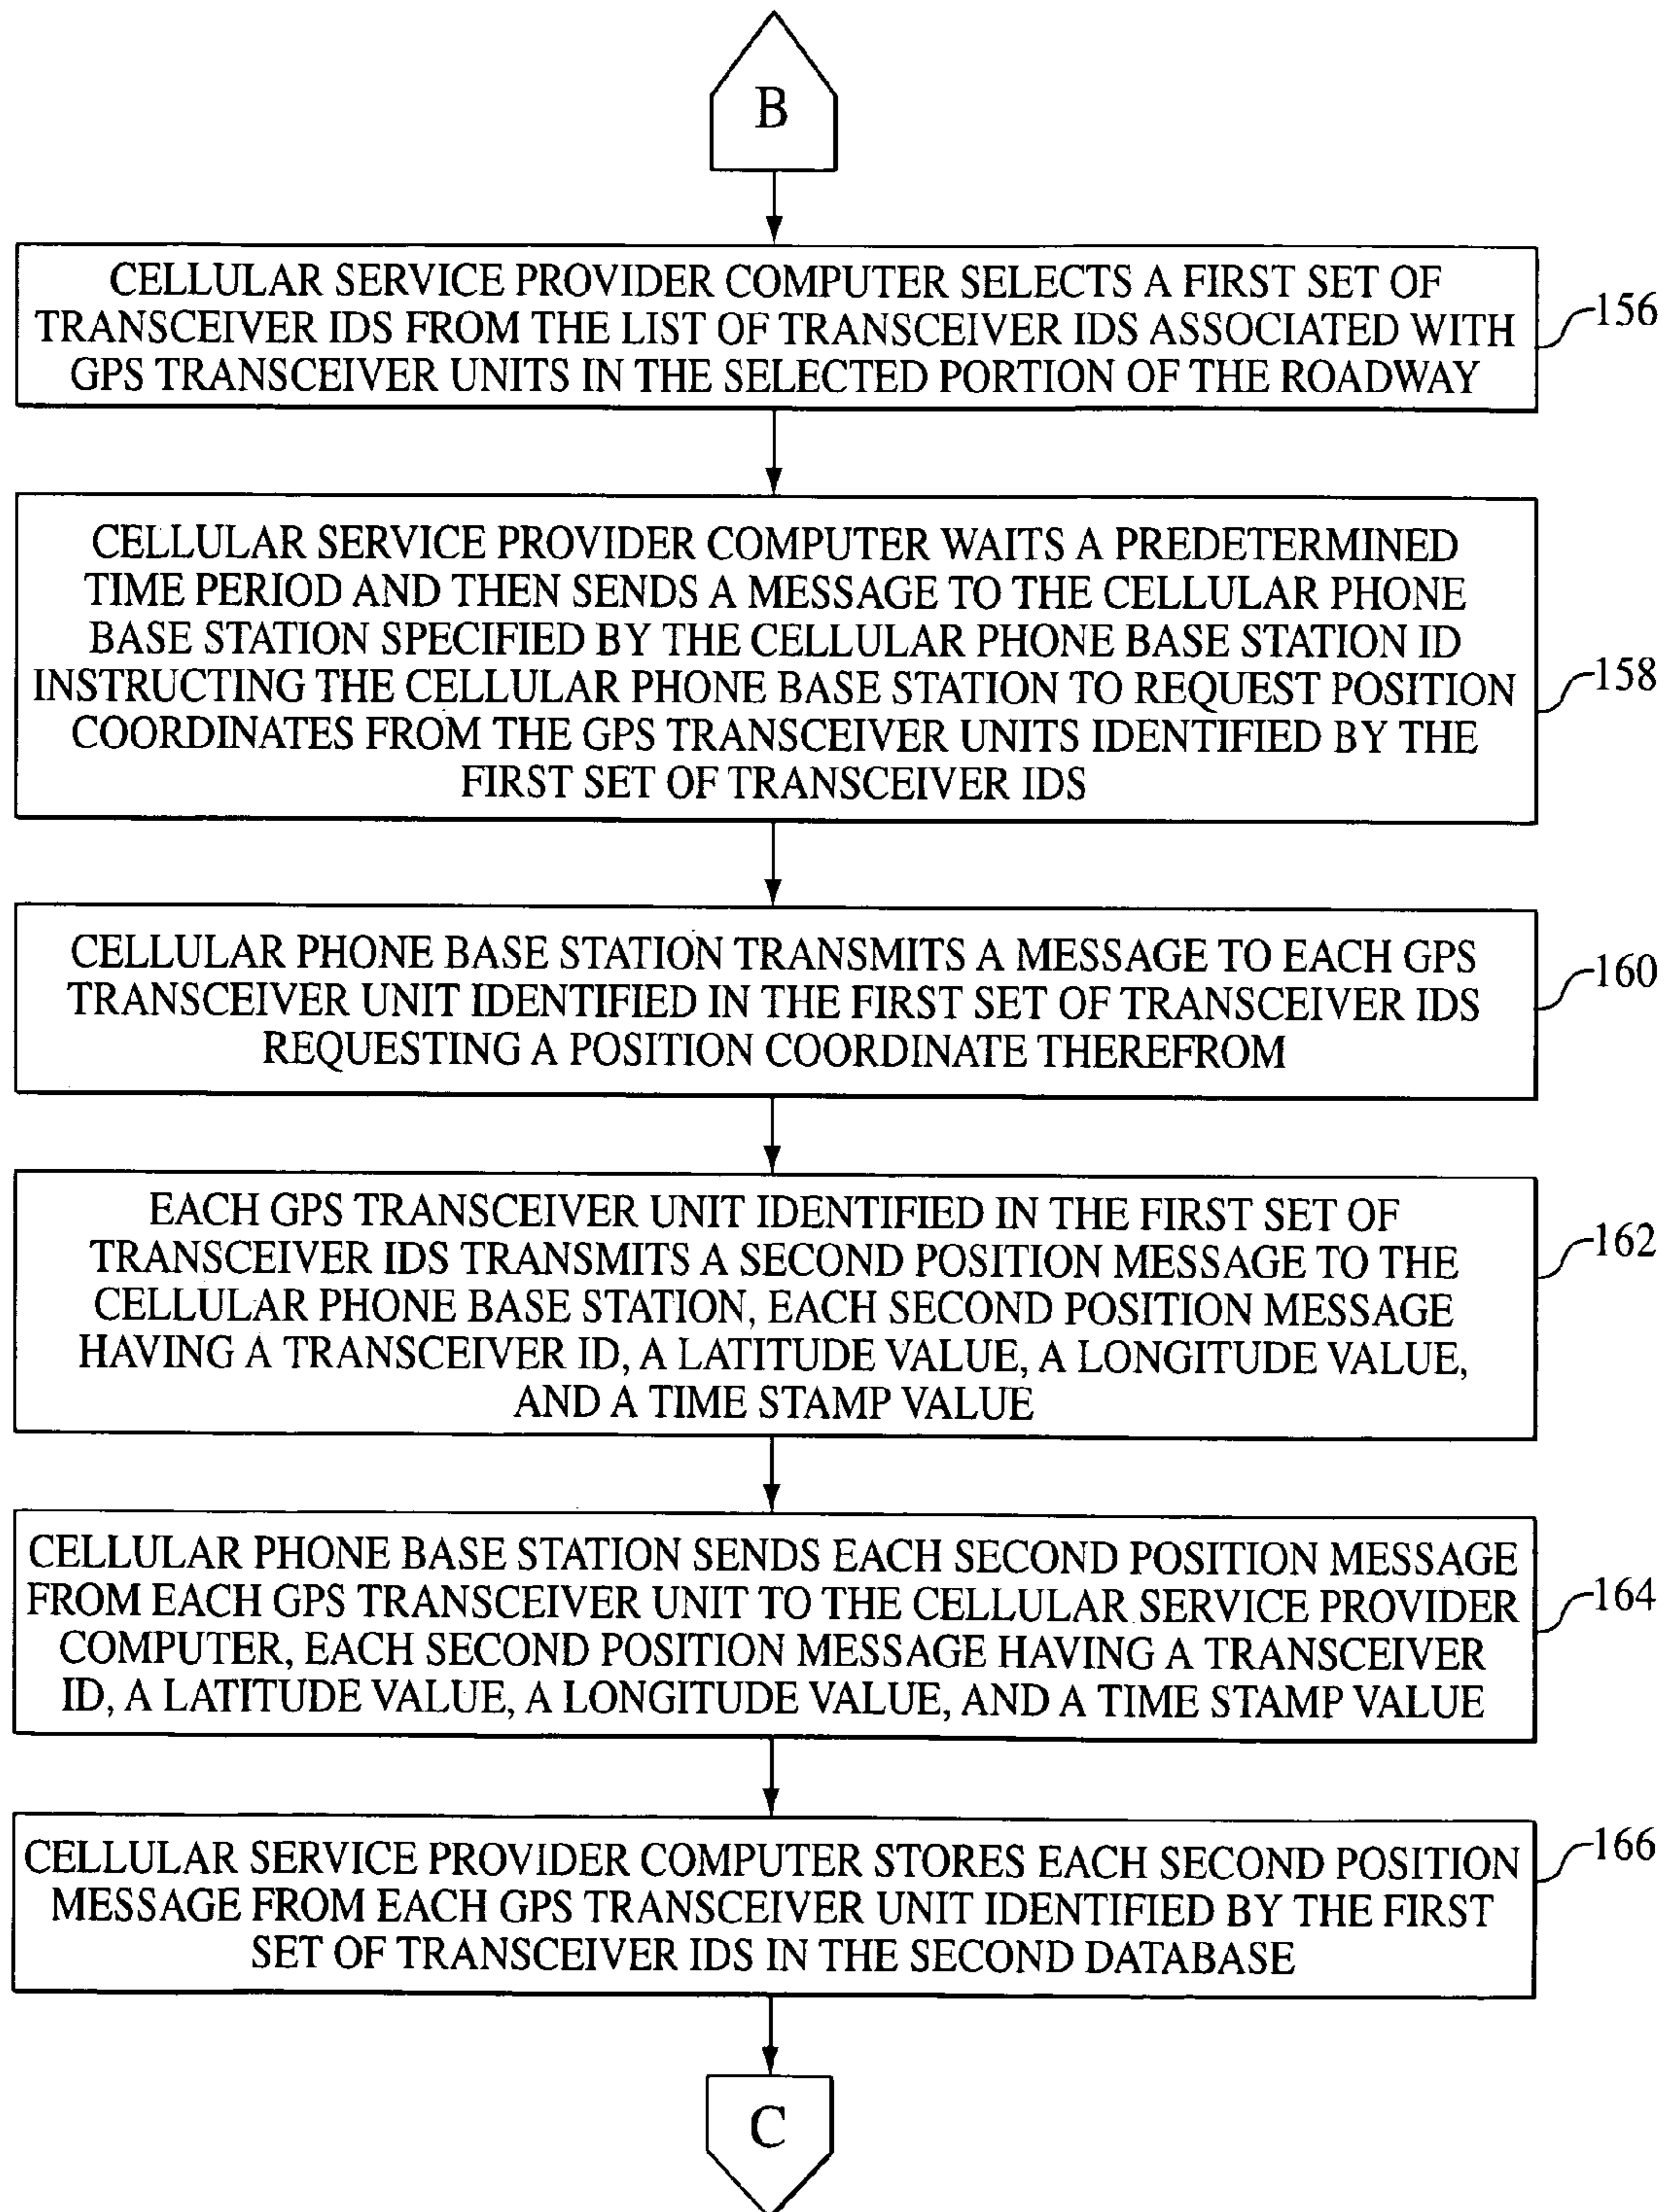 B
CELLULAR SERVICE PROVIDER COMPUTER SELECTS A FIRST SET OF
TRANSCEIVER IDS FROM THE LIST OF TRANSCEIVER IDS ASSOCIATED WITH
GPS TRANSCEIVER UNITS IN THE SELECTED PORTION OF THE ROADWAY
156
CELLULAR SERVICE PROVIDER COMPUTER WAITS A PREDETERMINED
TIME PERIOD AND THEN SENDS A MESSAGE TO THE CELLULAR PHONE
BASE STATION SPECIFIED BY THE CELLULAR PHONE BASE STATION ID
INSTRUCTING THE CELLULAR PHONE BASE STATION TO REQUEST POSITION
COORDINATES FROM THE GPS TRANSCEIVER UNITS IDENTIFIED BY THE
FIRST SET OF TRANSCEIVER IDS
158
CELLULAR PHONE BASE STATION TRANSMITS A MESSAGE TO EACH GPS
TRANSCEIVER UNIT IDENTIFIED IN THE FIRST SET OF TRANSCEIVER IDS
REQUESTING A POSITION COORDINATE THEREFROM
160
EACH GPS TRANSCEIVER UNIT IDENTIFIED IN THE FIRST SET OF
TRANSCEIVER IDS TRANSMITS A SECOND POSITION MESSAGE TO THE
CELLULAR PHONE BASE STATION, EACH SECOND POSITION MESSAGE
HAVING A TRANSCEIVER ID, A LATITUDE VALUE, A LONGITUDE VALUE,
AND A TIME STAMP VALUE
162
CELLULAR PHONE BASE STATION SENDS EACH SECOND POSITION MESSAGE
FROM EACH GPS TRANSCEIVER UNIT TO THE CELLULAR SERVICE PROVIDER
COMPUTER, EACH SECOND POSITION MESSAGE HAVING A TRANSCEIVER
ID, A LATITUDE VALUE, A LONGITUDE VALUE, AND A TIME STAMP VALUE
164
CELLULAR SERVICE PROVIDER COMPUTER STORES EACH SECOND POSITION
MESSAGE FROM EACH GPS TRANSCEIVER UNIT IDENTIFIED BY THE FIRST
SET OF TRANSCEIVER IDS IN THE SECOND DATABASE
166
C